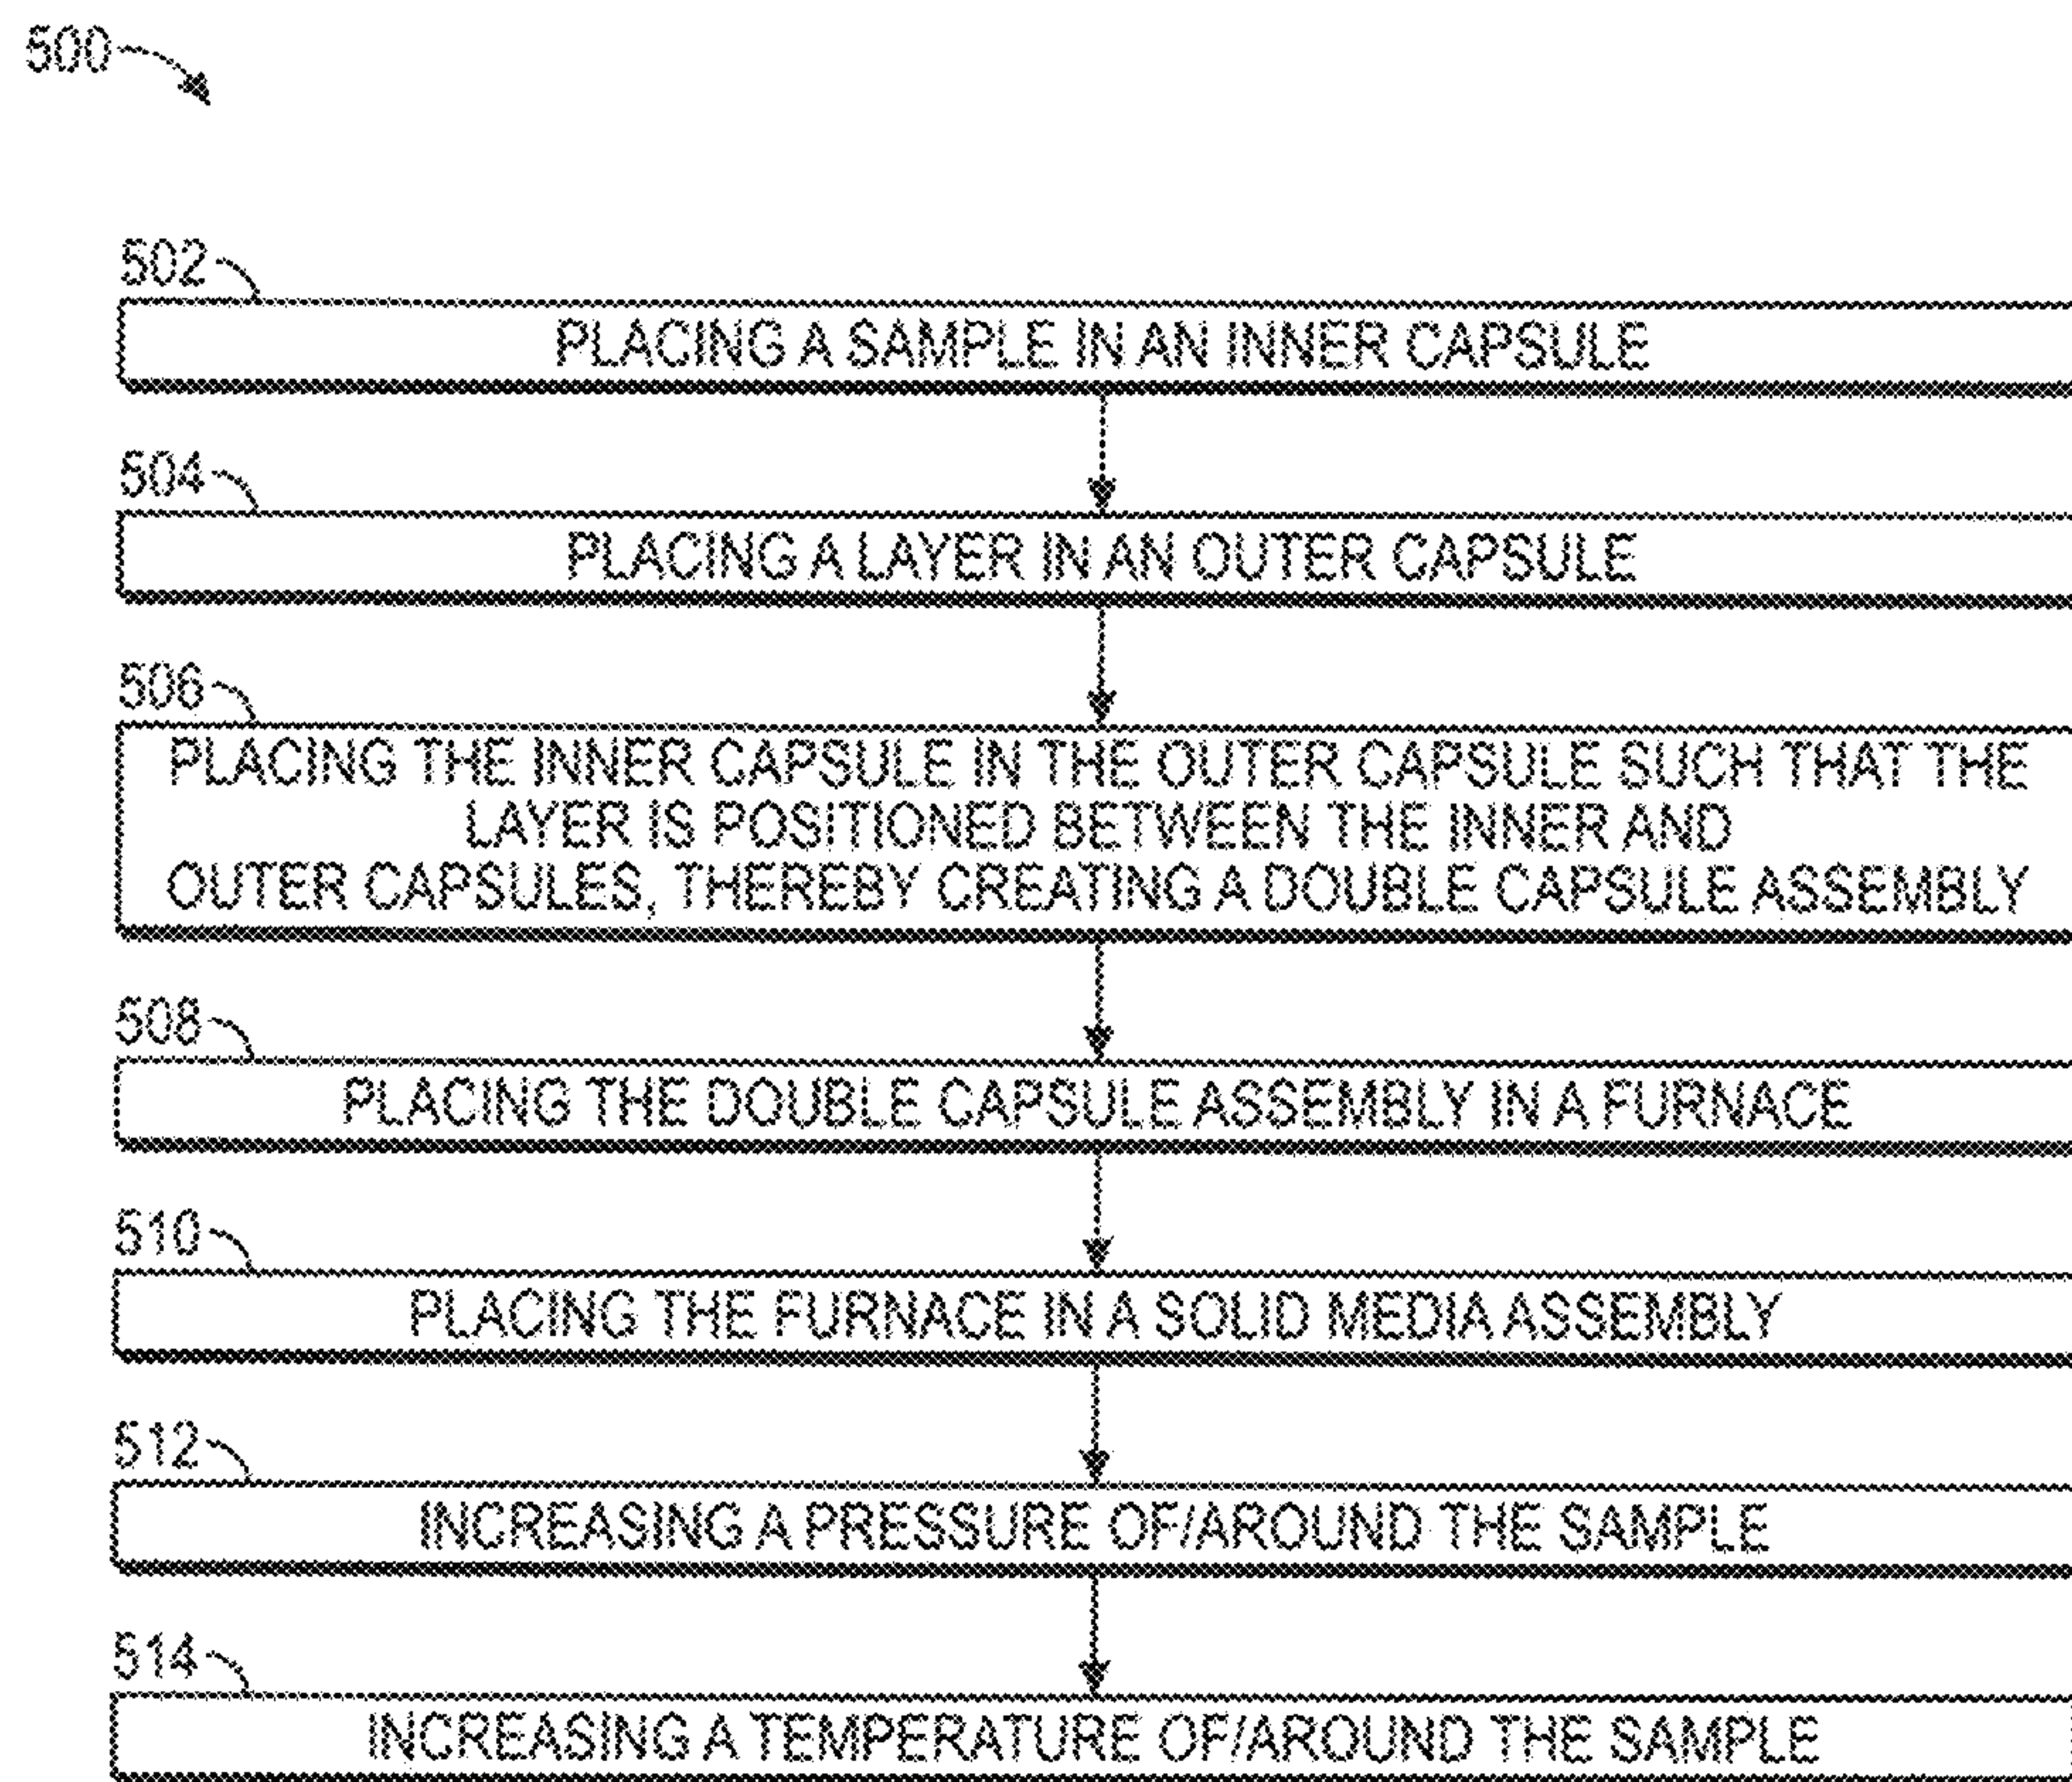 500
502
PLACING A SAMPLE IN AN INNER CAPSULE
504
PLACING A LAYER IN AN OUTER CAPSULE
506
PLACING THE INNER CAPSULE IN THE OUTER CAPSULE SUCH THAT THE
LAYER IS POSITIONED BETWEEN THE INNER AND
OUTER CAPSULES, THEREBY CREATING A DOUBLE CAPSULE ASSEMBLY
508
PLACING THE DOUBLE CAPSULE ASSEMBLY IN A FURNACE
510
PLACING THE FURNACE IN A SOLID MEDIA ASSEMBLY
512
INCREASING A PRESSURE OF/AROUND THE SAMPLE
514
INCREASING A TEMPERATURE OF/AROUND THE SAMPLE